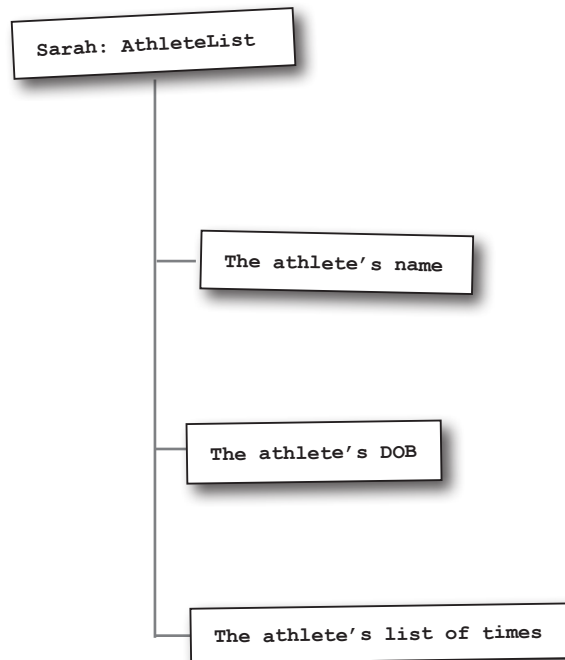 Sarah: AthleteList
The athlete’s name
The athlete’s DOB
The athlete’s list of times